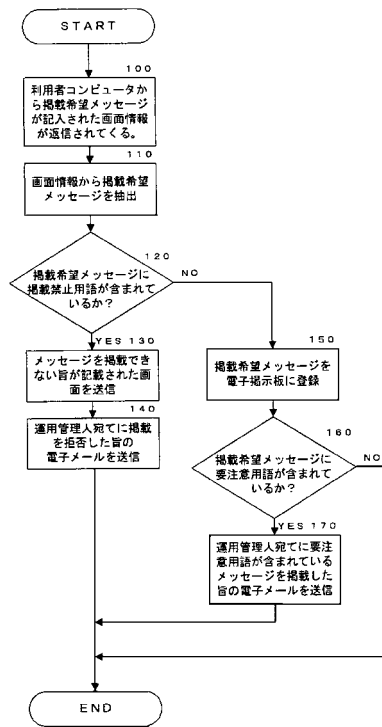 START
100
利用者コンピュータか
ら掲載希望メッセージ
が記入された画面情報
が返信されてくる。
110
画面情報から掲載希望
メッセージを抽出
120
掲載希望メッセージに
掲載禁止用語が含まれて
いるか？
NO
YES 130
メッセージを掲載でき
ない旨が記載された画
面を送信
140
運用管理人宛てに掲載
を拒否した旨の
電子メールを送信
150
掲載希望メッセージを
電子掲示板に登録
160
掲載希望メッセージに
要注意用語が含まれて
いるか？
NO
YES 170
運用管理人宛てに要注
意用語が含まれている
メッセージを掲載した
旨の電子メールを送信
END